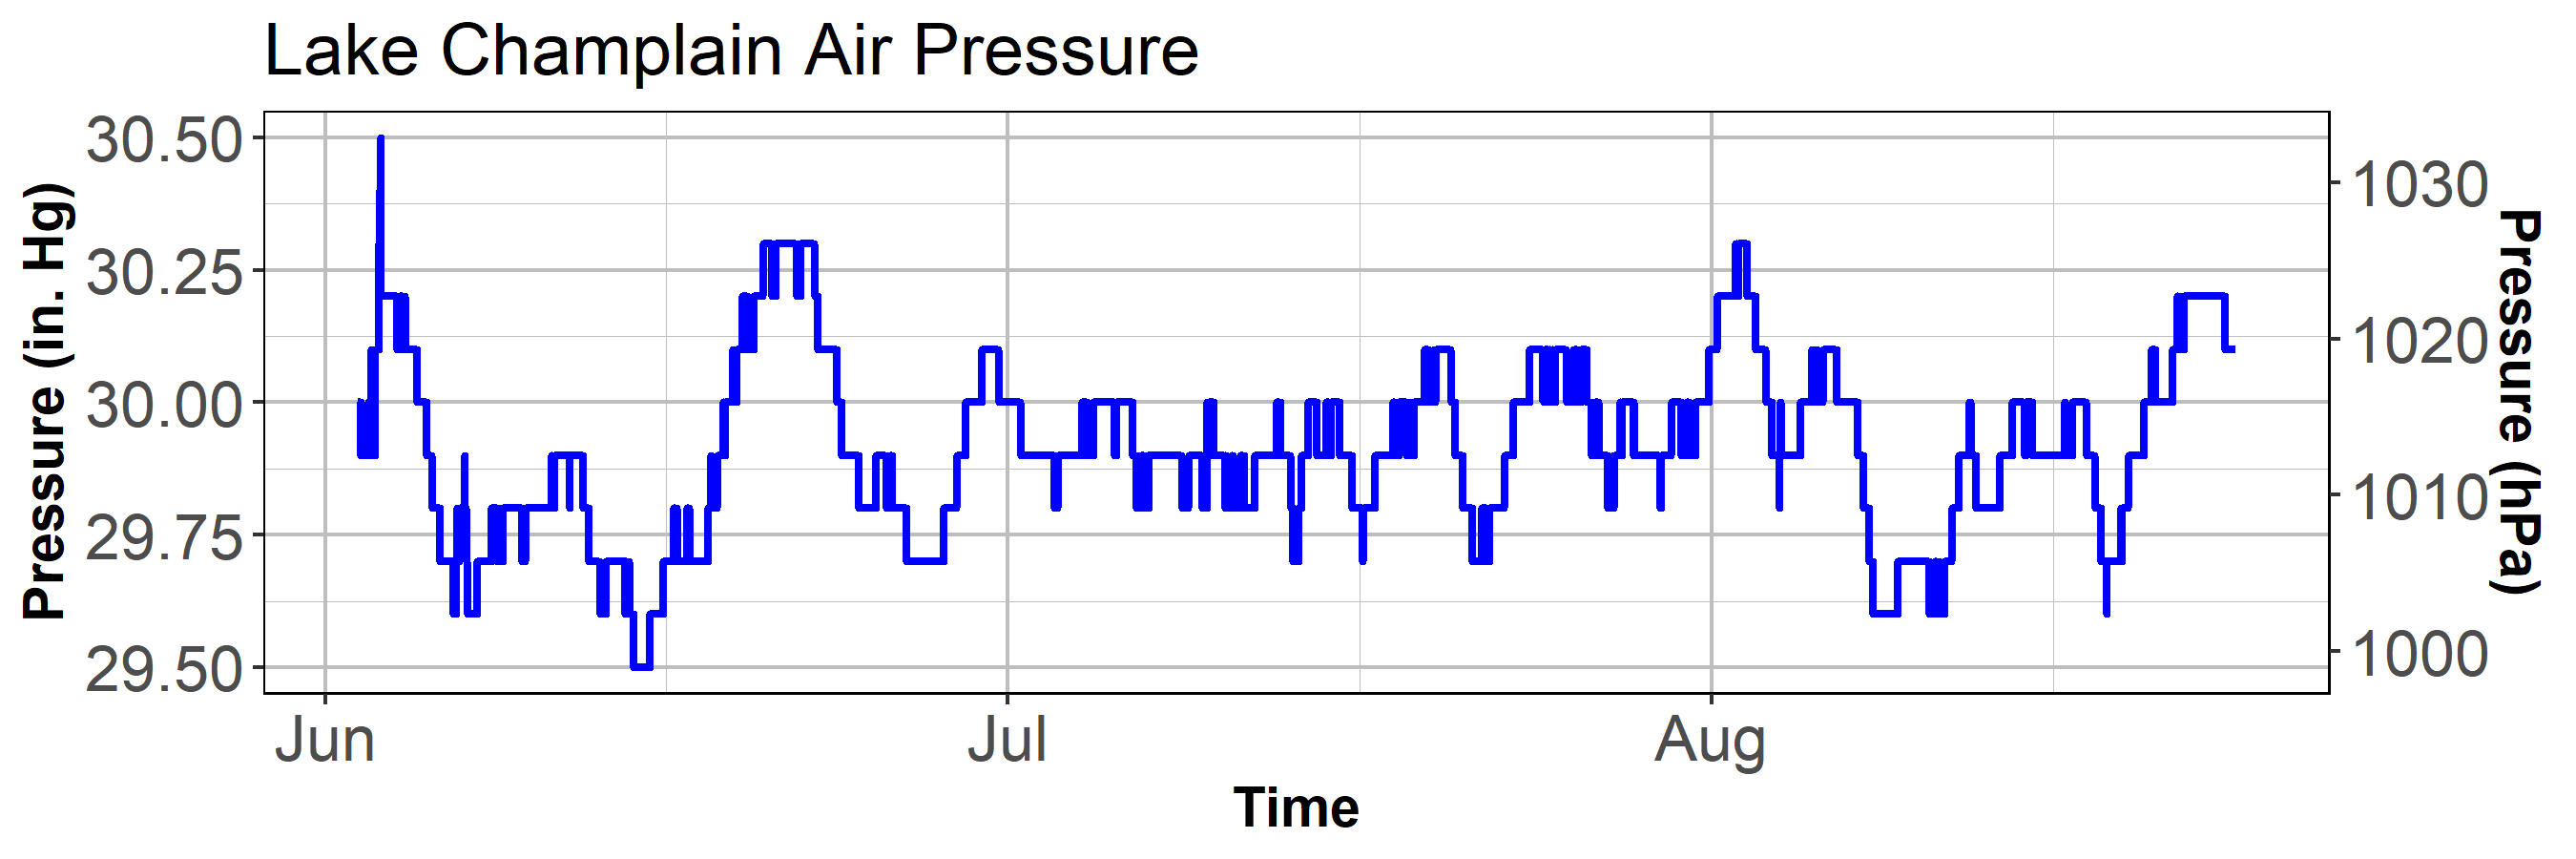 Lake Champlain Air Pressure
Pressure (in. Hg)
30.50
30.25
30.00
29.75
29.50
1030
1020
1010
1000
Pressure (hPa)
Jun Jul Aug
Time